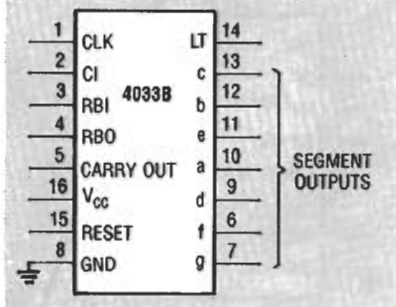 1 CLK LT 14
2 CI c 13
3 RBI 4033B b 12
4 RBO e 11
5 CARRY OUT a 10 SEGMENT
16 VCC d 9 OUTPUTS
15 RESET f 6
8 GND g 7